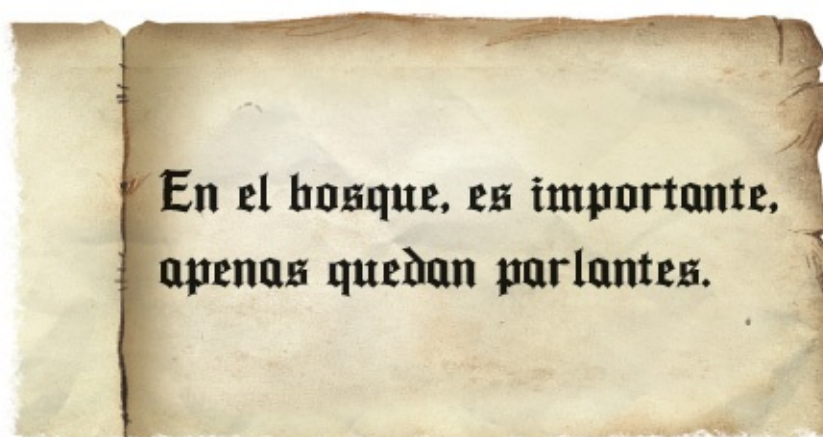 En el bosque, es importante,
apenas quedan parlantes.